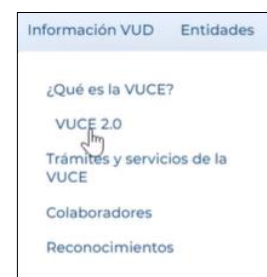 Información VUD Entidades
¿Qué es la VUCE?
VUCE 2.0
Trámites y servicios de la
VUCE
Colaboradores
Reconocimientos